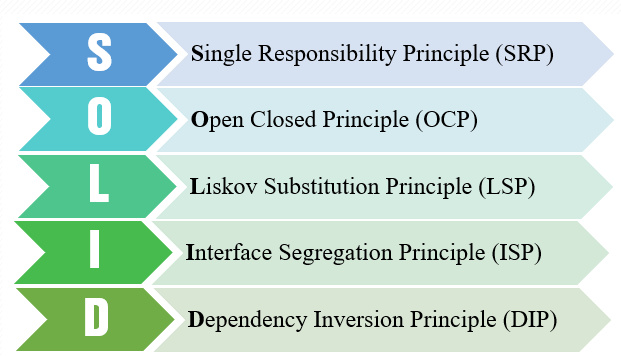 S Single Responsibility Principle (SRP)
O Open Closed Principle (OCP)
L Liskov Substitution Principle (LSP)
I Interface Segregation Principle (ISP)
D Dependency Inversion Principle (DIP)